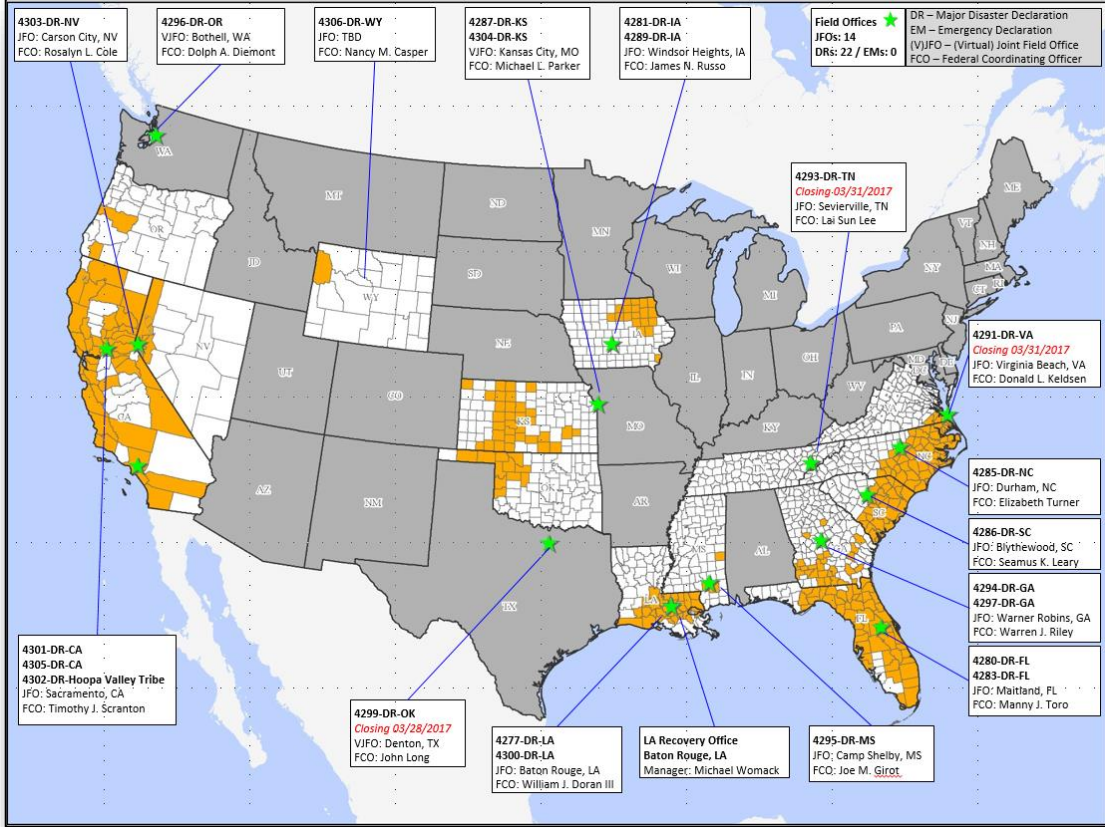 4303-DR-NV
JFO: Carson City, NV
FCO: Rosalyn L. Cole
4296-DR-OR
VJFO: Bothell, WA
FCO: Dolph A. Diemont
4306-DR-WY
JFO: TBD
FCO: Nancy M. Casper
4287-DR-KS
4304-DR-KS
VJFO: Kansas City, MO
FCO: Michael L. Parker
4281-DR-IA
4289-DR-IA
JFO: Windsor Heights, IA
FCO: James N. Russo
Field Offices
JFOs: 14
DRs: 22 / EMs: 0
DR – Major Disaster Declaration
EM – Emergency Declaration
(V)JFO – (Virtual) Joint Field Office
FCO – Federal Coordinating Officer
4293-DR-TN
Closing 03/31/2017
JFO: Sevierville, TN
FCO: Lai Sun Lee
4291-DR-VA
Closing 03/31/2017
JFO: Virginia Beach, VA
FCO: Donald L. Keldsen
4285-DR-NC
JFO: Durham, NC
FCO: Elizabeth Turner
4286-DR-SC
JFO: Blythewood, SC
FCO: Seamus K. Leary
4294-DR-GA
4297-DR-GA
JFO: Warner Robins, GA
FCO: Warren J. Riley
4280-DR-FL
4283-DR-FL
JFO: Maitland, FL
FCO: Manny J. Toro
4301-DR-CA
4305-DR-CA
4302-DR-Hoopa Valley Tribe
JFO: Sacramento, CA
FCO: Timothy J. Scranton
4299-DR-OK
Closing 03/28/2017
VJFO: Denton, TX
FCO: John Long
4277-DR-LA
4300-DR-LA
JFO: Baton Rouge, LA
FCO: William J. Doran III
LA Recovery Office
Baton Rouge, LA
Manager: Michael Womack
4295-DR-MS
JFO: Camp Shelby, MS
FCO: Joe M. Girot
WA
MT
ND
MN
ME
VT
NH
OR
ID
SD
WI
NY
MA
CT
RI
WY
MI
IA
PA
NJ
NV
NE
OH
MD
DE
UT
IL
IN
WV
CO
VA
CA
KS
MO
KY
NC
TN
AZ
NM
OK
AR
SC
MS
AL
TX
LA
FL